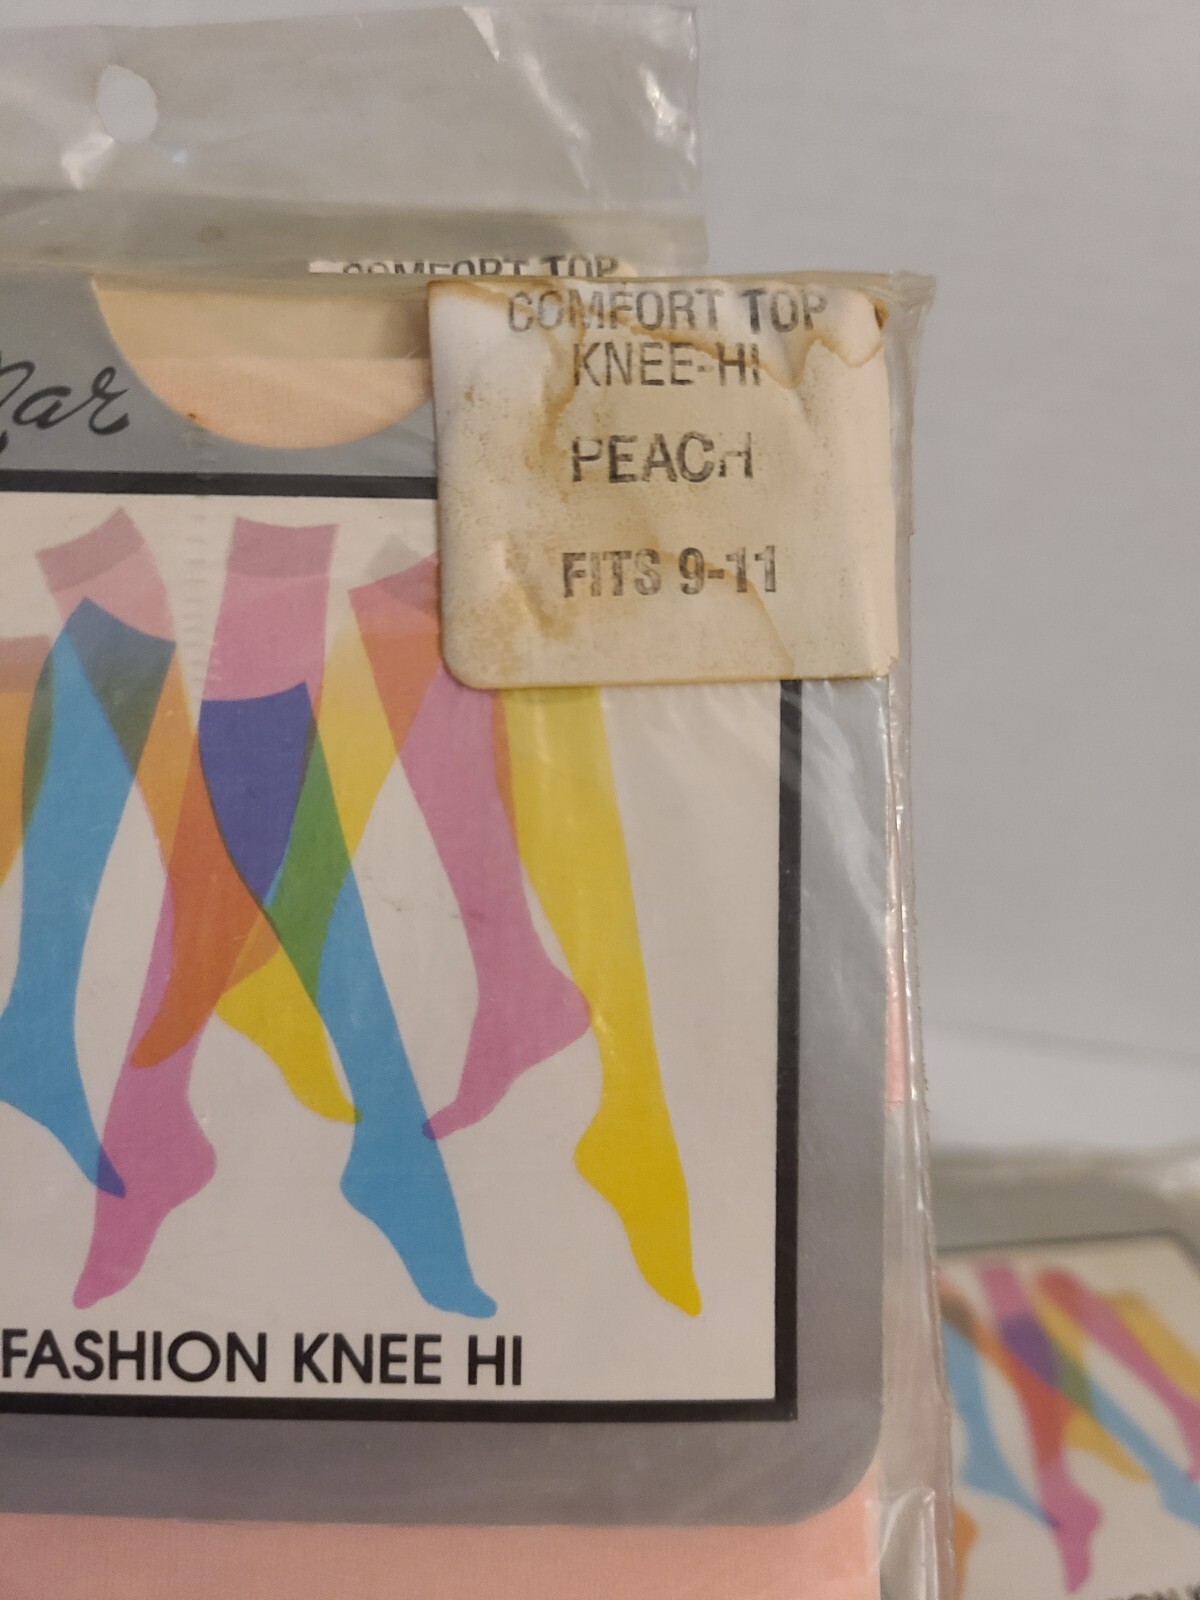 COMFORT TOP
COMFORT TOP
KNEE-HI
PEACH
FITS 9-11
FASHION KNEE HI